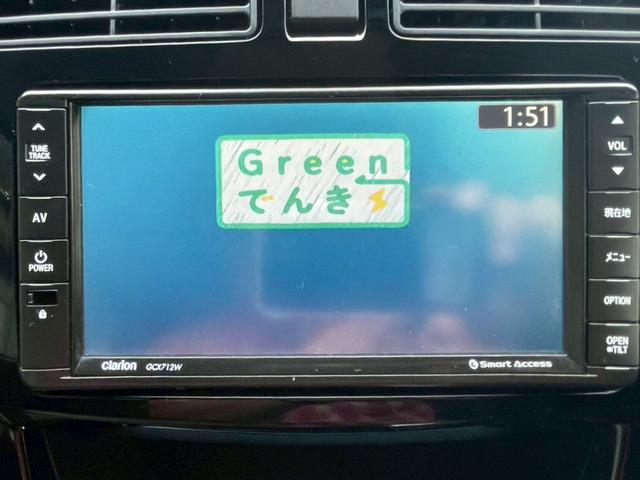 1:51
Green
でんき
TUNE
TRACK
AV
POWER
VOL
現在地
メニュー
OPTION
OPEN
TILT
Clarion GCX712W
Smart Access